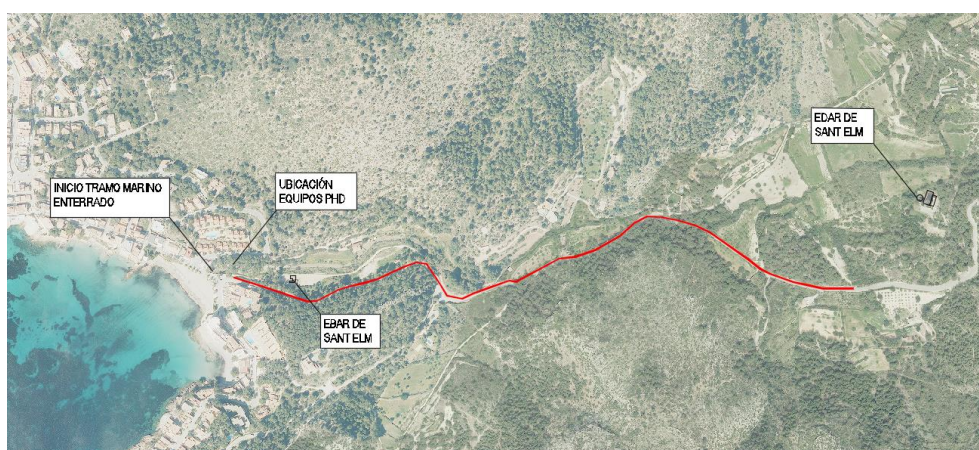 EDAR DE
SANT ELM
INICIO TRAMO MARINO
ENTERRADO
UBICACIÓN
EQUIPOS PHD
EBAR DE
SANT ELM